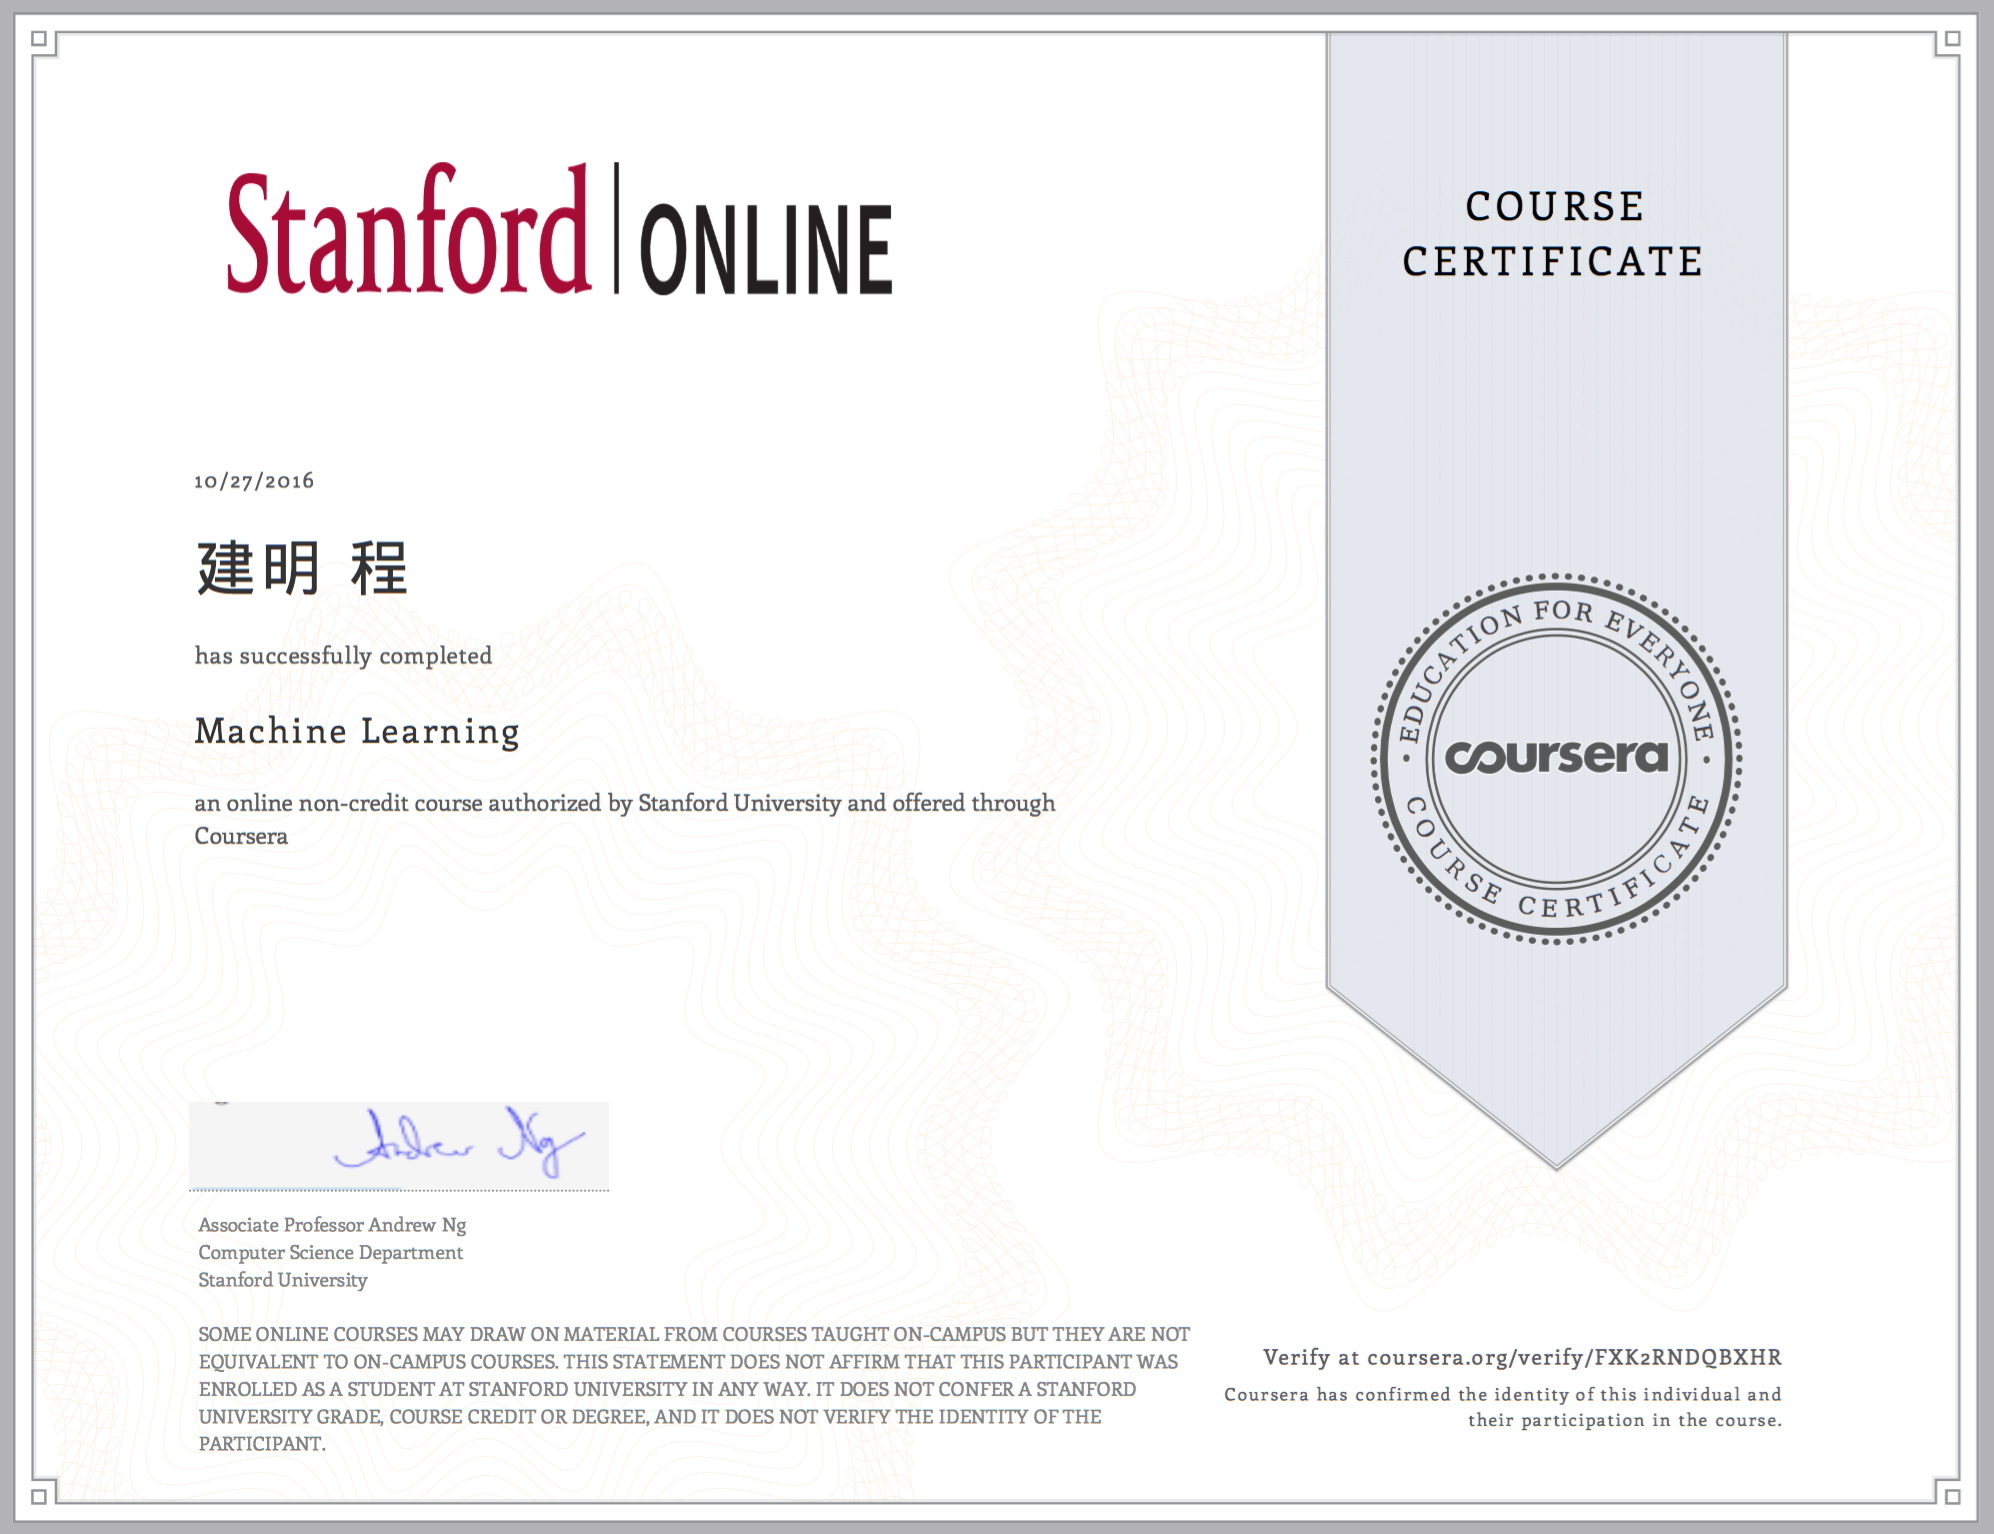 Stanford | ONLINE
COURSE
CERTIFICATE
10/27/2016
建明 程
has successfully completed
Machine Learning
an online non-credit course authorized by Stanford University and offered through
Coursera
EDUCATION FOR EVERYONE
coursera
COURSE CERTIFICATE
Andrew Ng
Associate Professor Andrew Ng
Computer Science Department
Stanford University
SOME ONLINE COURSES MAY DRAW ON MATERIAL FROM COURSES TAUGHT ON-CAMPUS BUT THEY ARE NOT
EQUIVALENT TO ON-CAMPUS COURSES. THIS STATEMENT DOES NOT AFFIRM THAT THIS PARTICIPANT WAS
ENROLLED AS A STUDENT AT STANFORD UNIVERSITY IN ANY WAY. IT DOES NOT CONFER A STANFORD
UNIVERSITY GRADE, COURSE CREDIT OR DEGREE, AND IT DOES NOT VERIFY THE IDENTITY OF THE
PARTICIPANT.
Verify at coursera.org/verify/FXK2RNDQBXHR
Coursera has confirmed the identity of this individual and
their participation in the course.